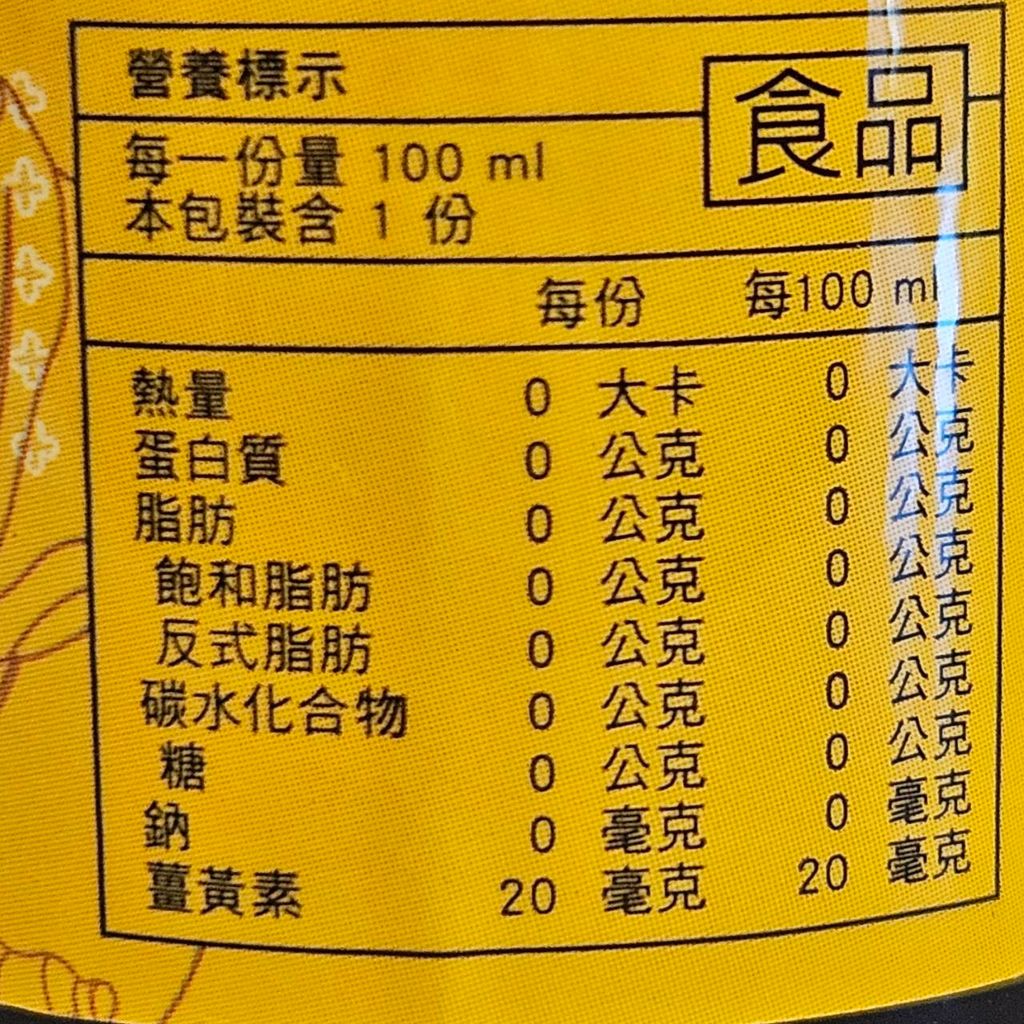 營養標示
食品
每一份量 100 ml
本包裝含 1 份
每份 每100 ml
熱量 0 大卡 0 大卡
蛋白質 0 公克 0 公克
脂肪 0 公克 0 公克
飽和脂肪 0 公克 0 公克
反式脂肪 0 公克 0 公克
碳水化合物 0 公克 0 公克
糖 0 公克 0 公克
鈉 0 毫克 0 毫克
薑黃素 20 毫克 20 毫克